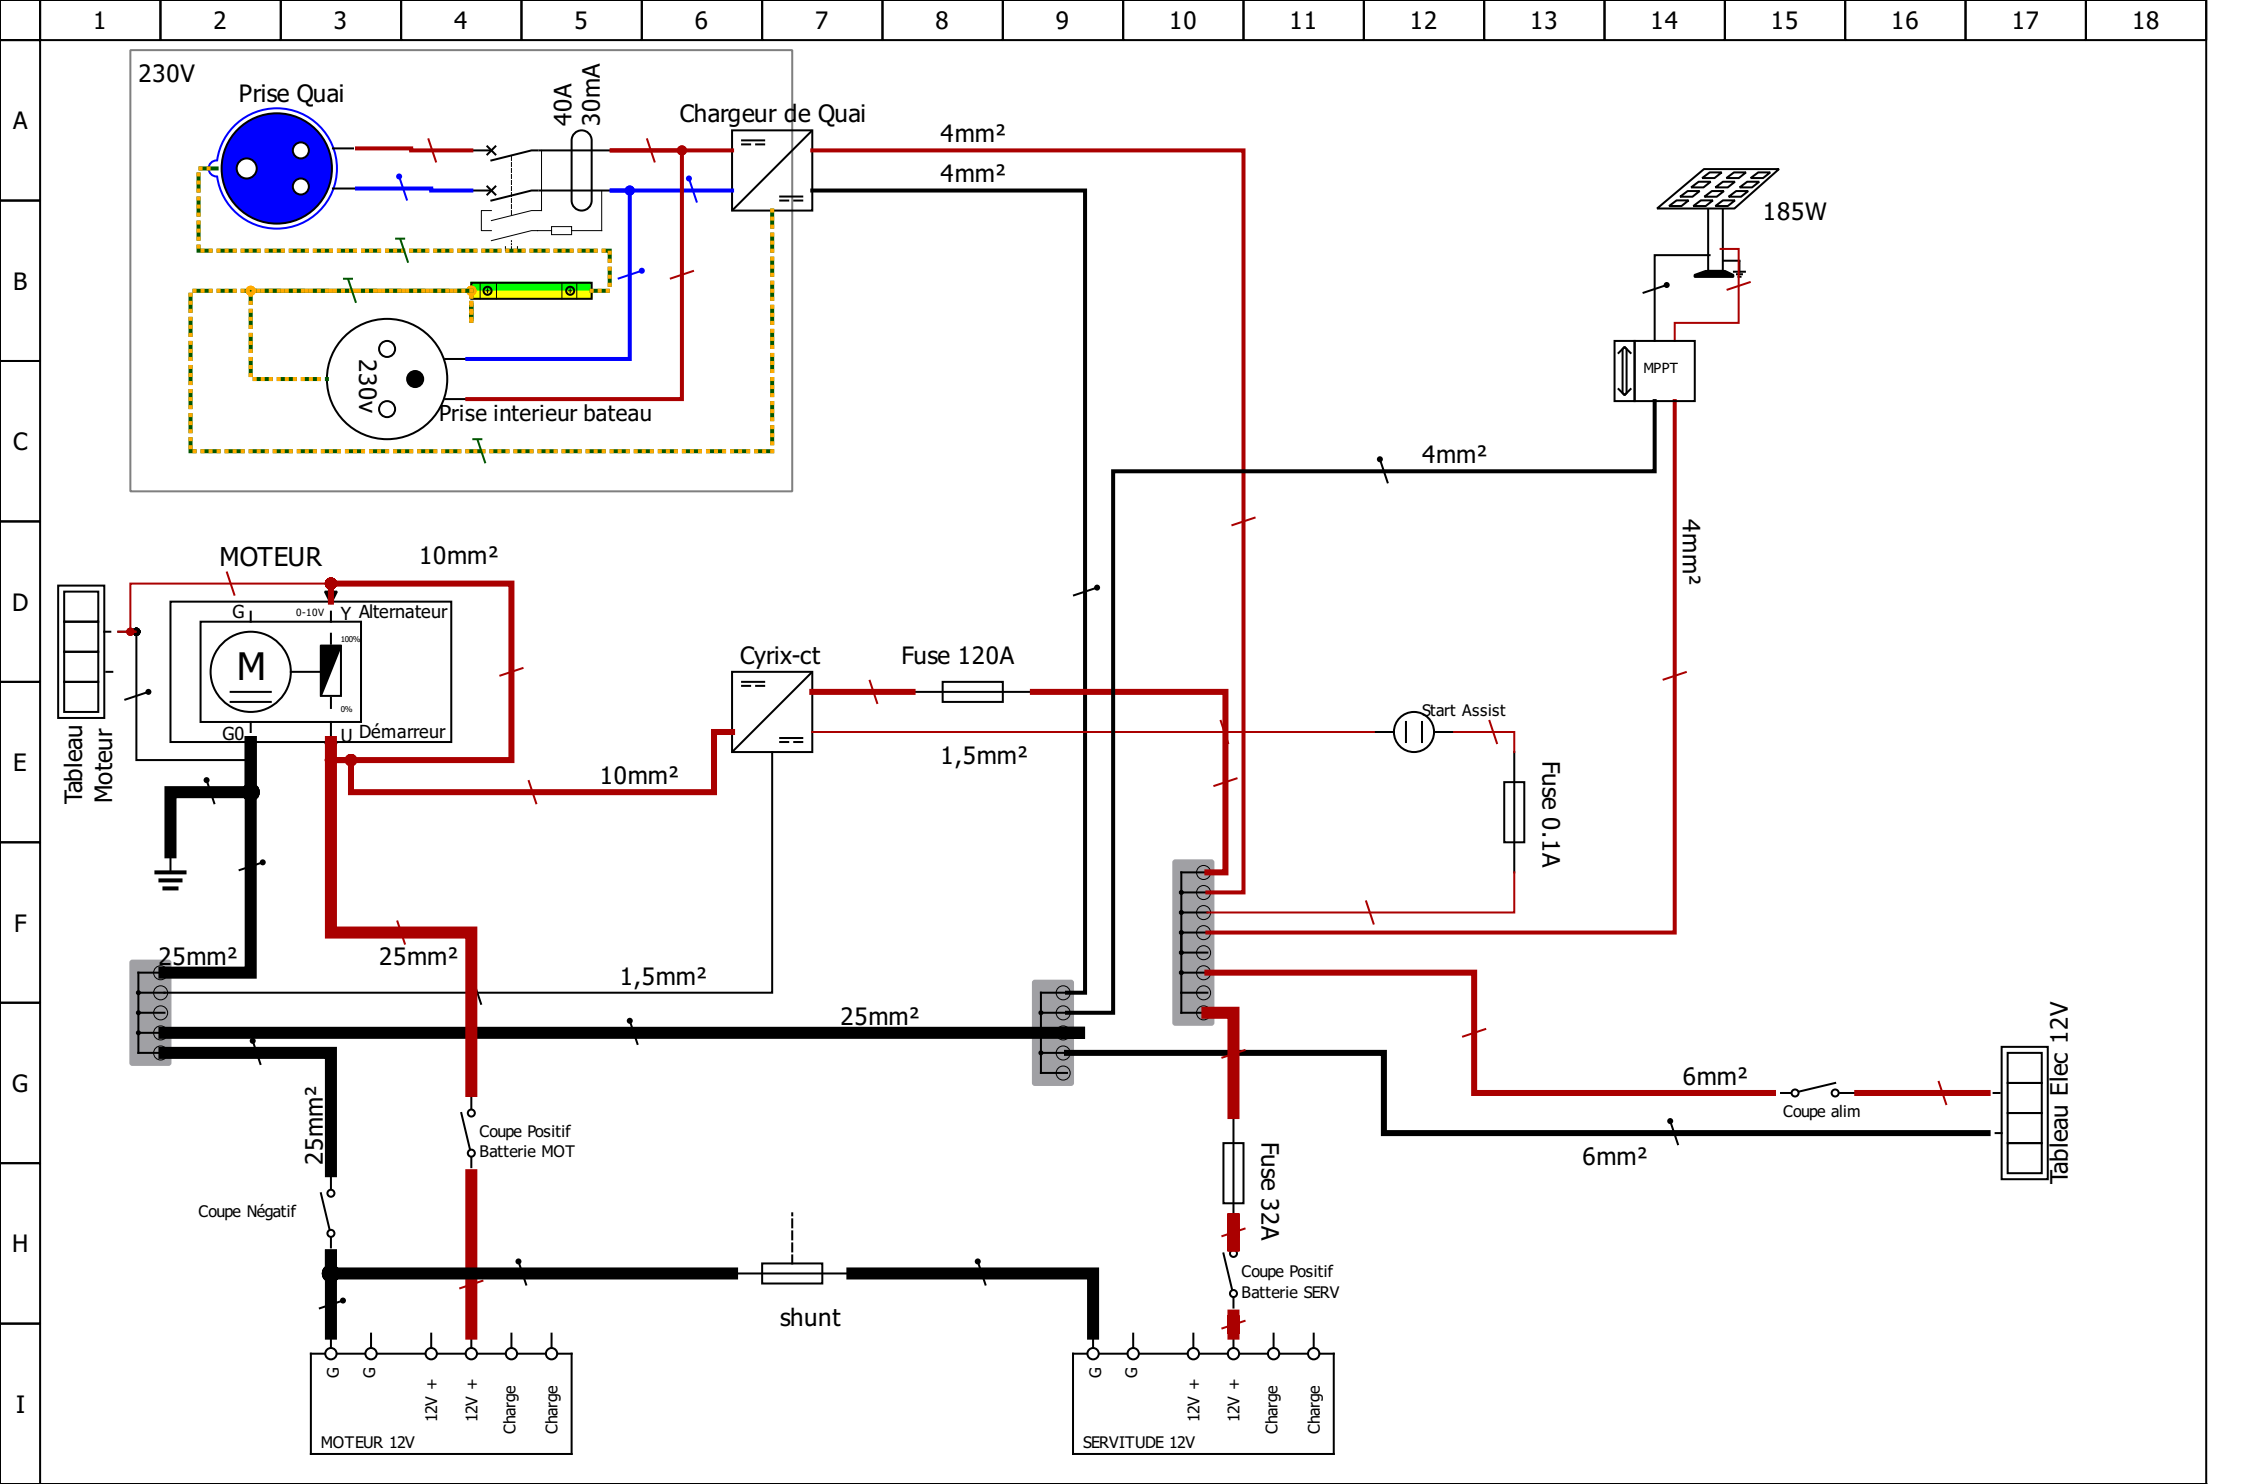 1 2 3 4 5 6 7 8 9 10 11 12 13 14 15 16 17 18
A
B
C
D
E
F
G
H
I
230V
Prise Quai
40A
30mA
Chargeur de Quai
4mm²
4mm²
185W
MPPT
230v
Prise interieur bateau
4mm²
4mm²
MOTEUR
10mm²
G
0-10V
Y
Alternateur
100%
M
0%
G0
U
Démarreur
Tableau
Moteur
Cyrix-ct
Fuse 120A
Start Assist
10mm²
1,5mm²
Fuse 0.1A
25mm²
25mm²
1,5mm²
25mm²
25mm²
Coupe Positif
Batterie MOT
6mm²
Coupe alim
6mm²
Tableau Elec 12V
Fuse 32A
Coupe Négatif
Coupe Positif
Batterie SERV
shunt
G
G
12V +
12V +
Charge
Charge
MOTEUR 12V
G
G
12V +
12V +
Charge
Charge
SERVITUDE 12V